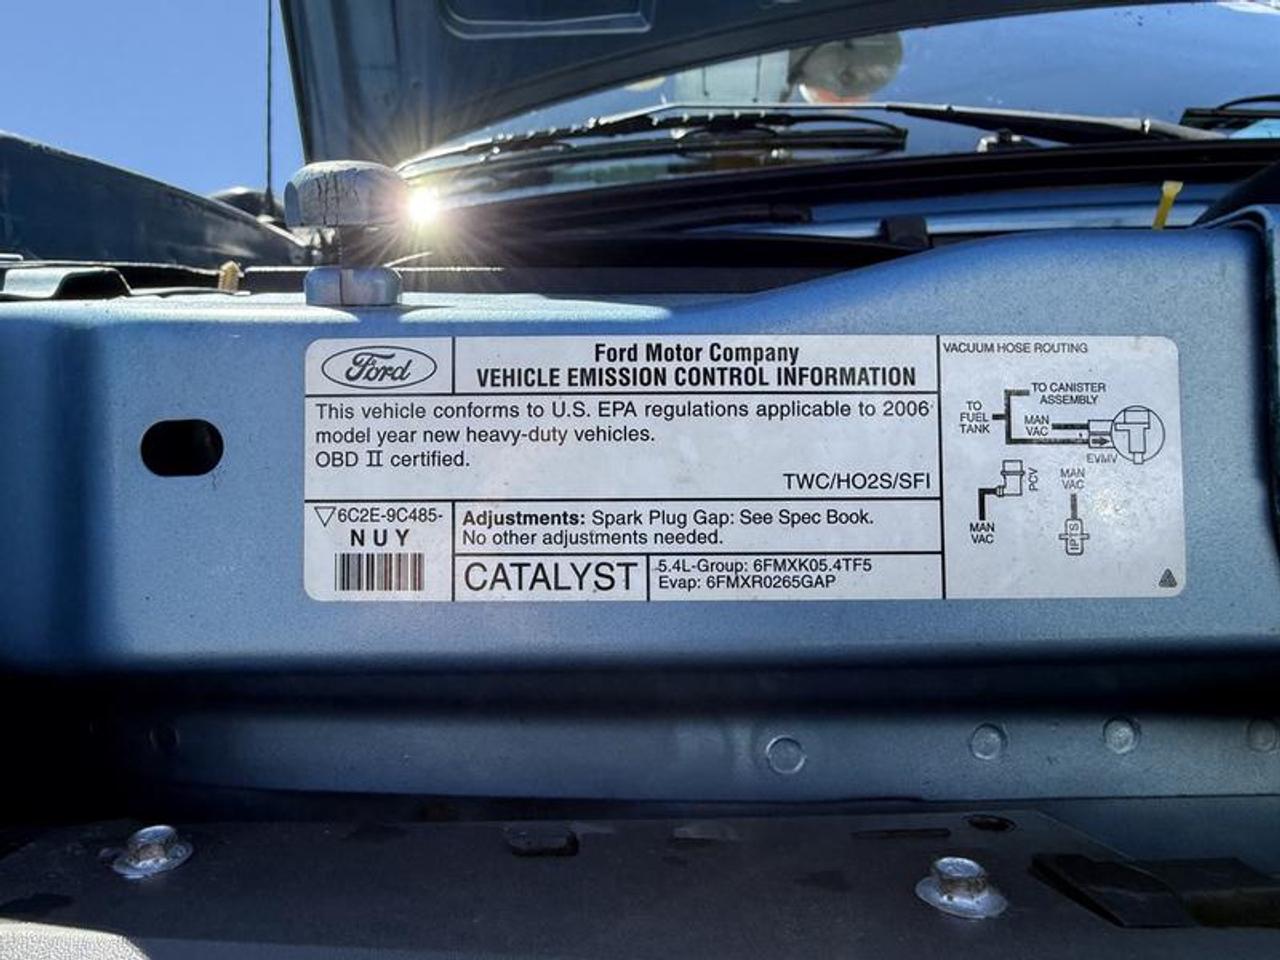 Ford
Ford Motor Company
VEHICLE EMISSION CONTROL INFORMATION
This vehicle conforms to U.S. EPA regulations applicable to 2006
model year new heavy-duty vehicles.
OBD II certified.
TWC/HO2S/SFI
6C2E-9C485-
NUY
Adjustments: Spark Plug Gap: See Spec Book.
No other adjustments needed.
CATALYST
5.4L-Group: 6FMXK05.4TF5
Evap: 6FMXR0265GAP
VACUUM HOSE ROUTING
TO CANISTER
ASSEMBLY
TO
FUEL
TANK
MAN
VAC
EVMV
PCV
MAN
VAC
MAN
VAC
IPTS